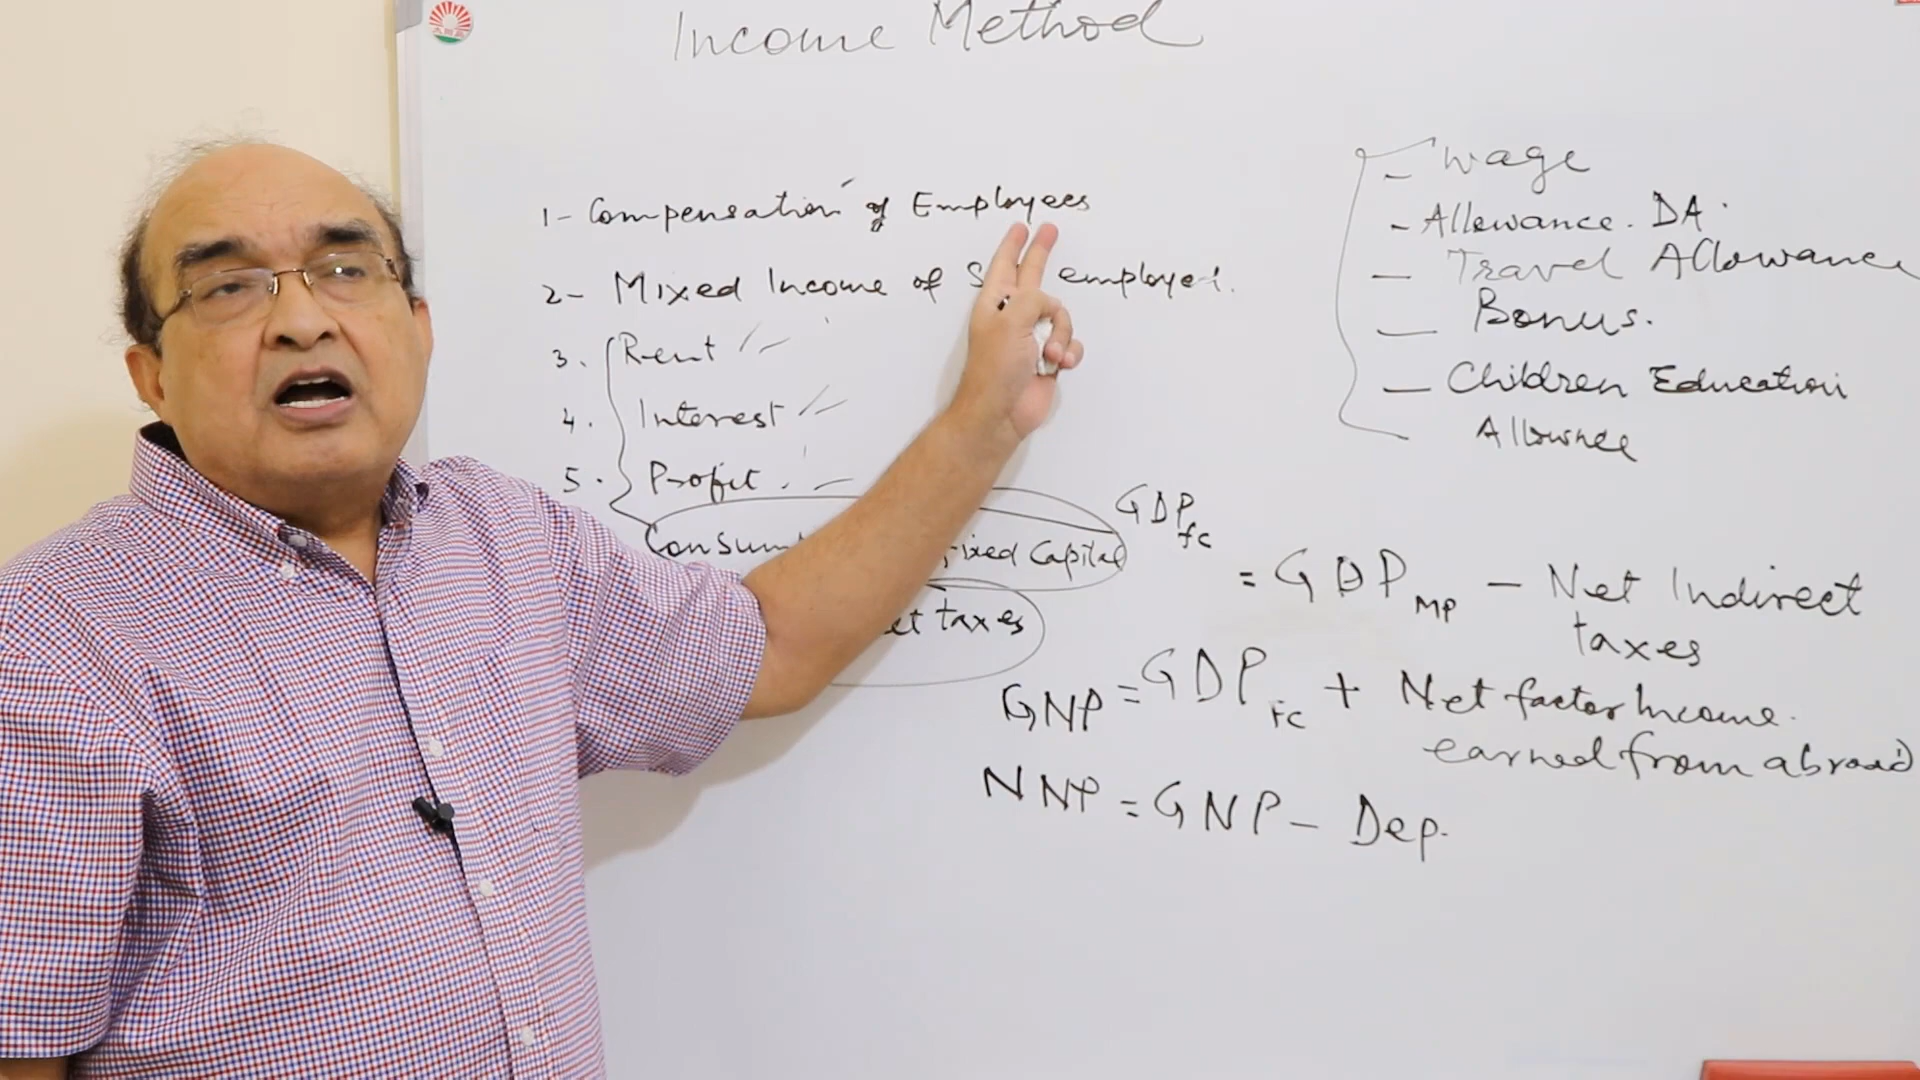 Income Method
1- Compensation of Employees
2- Mixed Income of employed.
3. Rent
4. Interest
5. Profit.
Fixed Capital
taxes
- Wage
- Allowance. DA.
- Travel Allowance
- Bonus.
- Children Education
Allownce
GDP fc
= GDP MP - Net Indirect
taxes
GNP = GDP FC + Net factor Income.
earned from abroad
NNP = GNP - Dep.